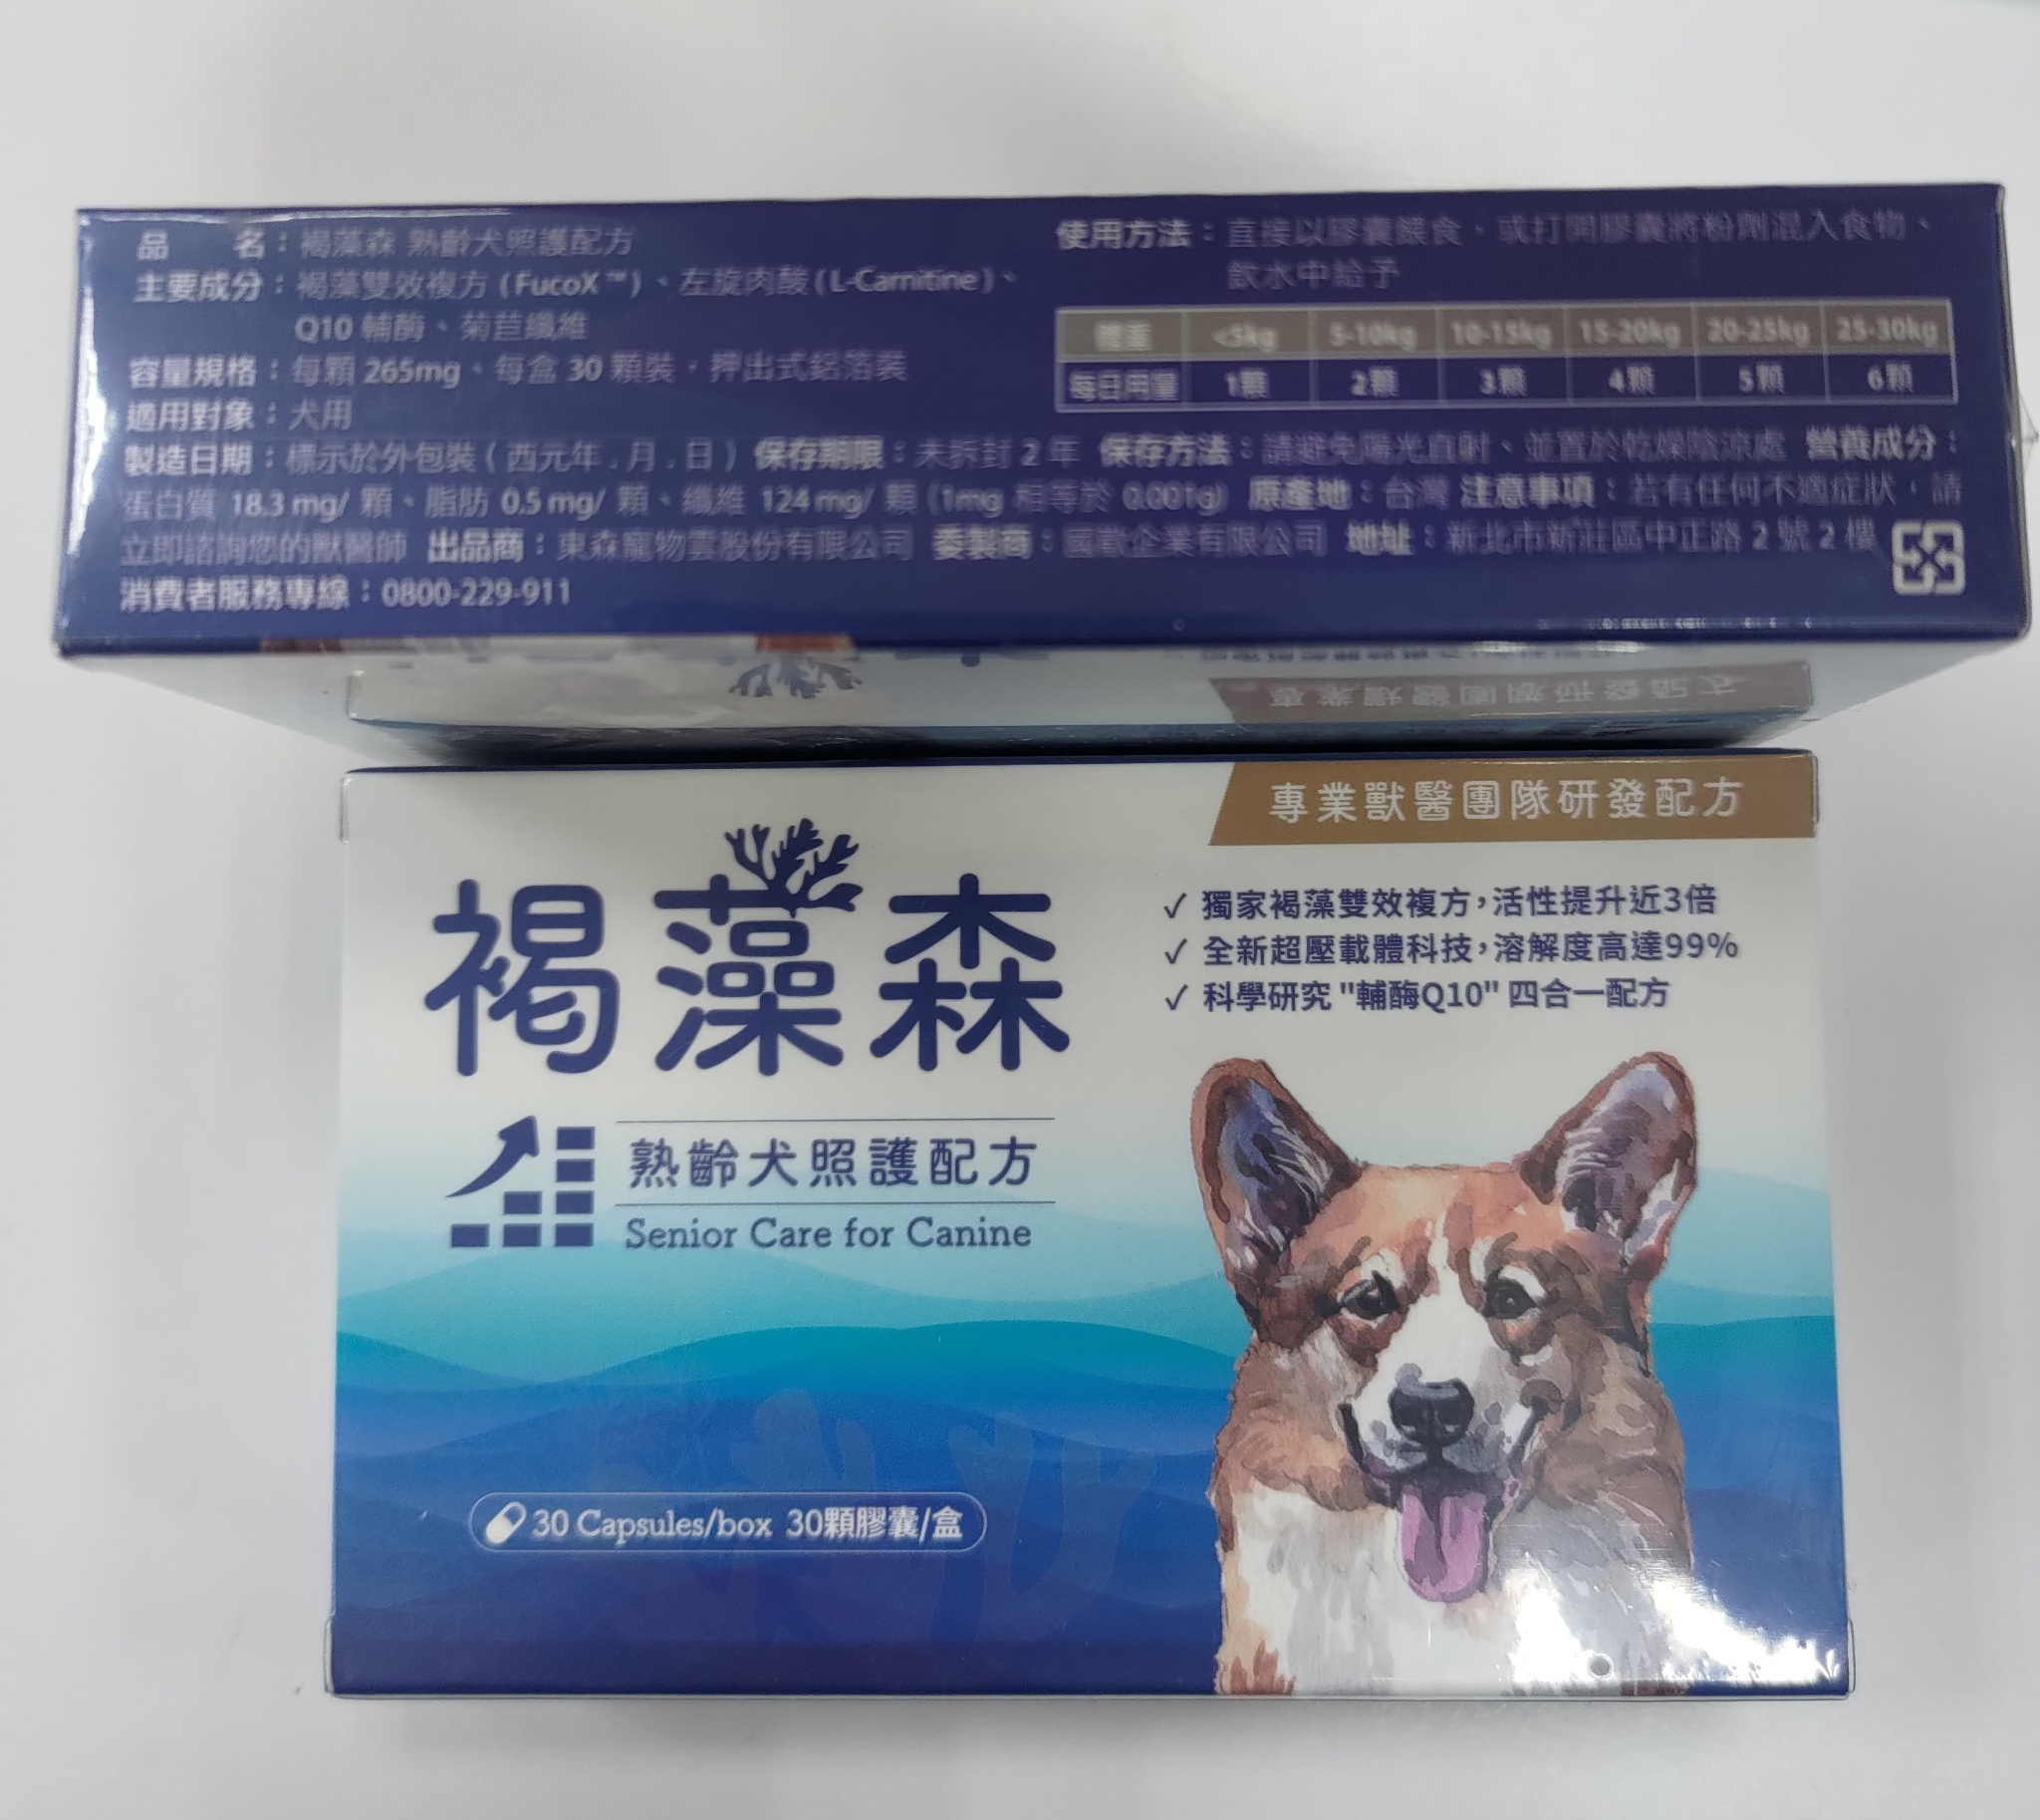 品　　名：褐藻森 熟齡犬照護配方
主要成分：褐藻雙效複方 (FucoX™)、左旋肉酸 (L-Carnitine)、
Q10 輔酶、菊苣纖維
容量規格：每顆 265mg、每盒 30 顆裝，押出式鋁箔裝
適用對象：犬用
使用方法：直接以膠囊餵食，或打開膠囊將粉劑混入食物、
飲水中給予
體重 <5kg 5-10kg 10-15kg 15-20kg 20-25kg 25-30kg
每日用量 1顆 2顆 3顆 4顆 5顆 6顆
製造日期：標示於外包裝 ( 西元年 . 月 . 日 ) 保存期限：未拆封 2 年 保存方法：請避免陽光直射、並置於乾燥陰涼處 營養成分：
蛋白質 18.3 mg/ 顆、脂肪 0.5 mg/ 顆、纖維 124 mg/ 顆 (1mg 相等於 0.001g) 原產地：台灣 注意事項：若有任何不適症狀，請
立即諮詢您的獸醫師 出品商：東森寵物雲股份有限公司 委製商：國歡企業有限公司 地址：新北市新莊區中正路 2 號 2 樓
消費者服務專線：0800-229-911
專業獸醫團隊研發配方
褐藻森
✓ 獨家褐藻雙效複方，活性提升近3倍
✓ 全新超壓載體科技，溶解度高達99%
✓ 科學研究 "輔酶Q10" 四合一配方
熟齡犬照護配方
Senior Care for Canine
30 Capsules/box 30顆膠囊/盒